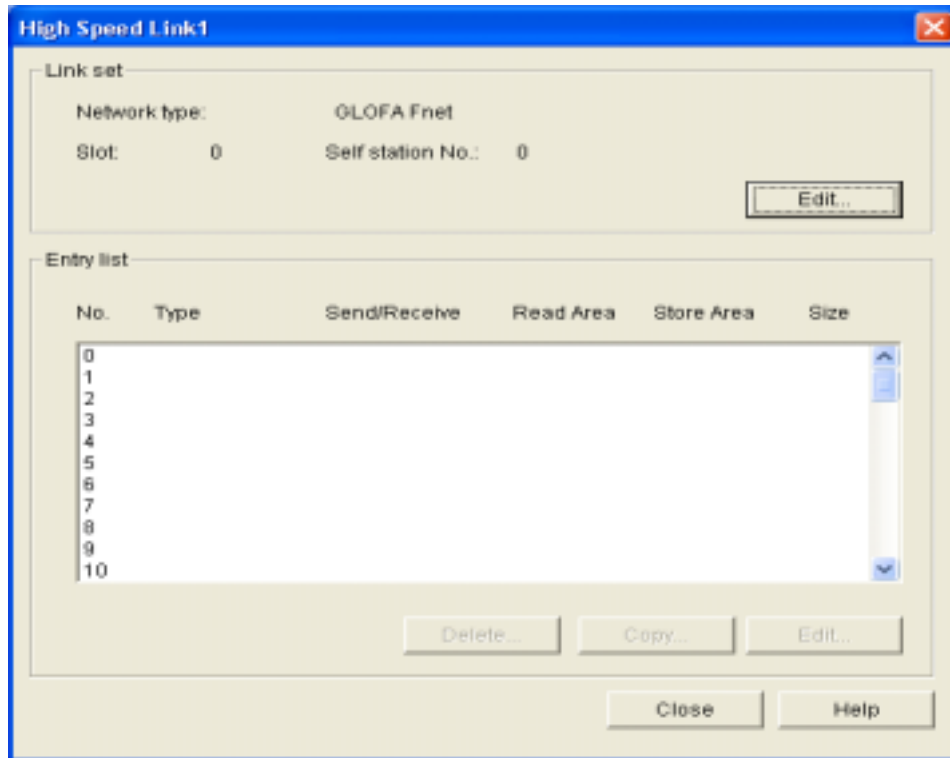 High Speed Link1
Link set
Network type: GLOFA Fnet
Slot: 0 Self station No.: 0
Edit...
Entry list
No. Type Send/Receive Read Area Store Area Size
0
1
2
3
4
5
6
7
8
9
10
Delete... Copy... Edit...
Close Help